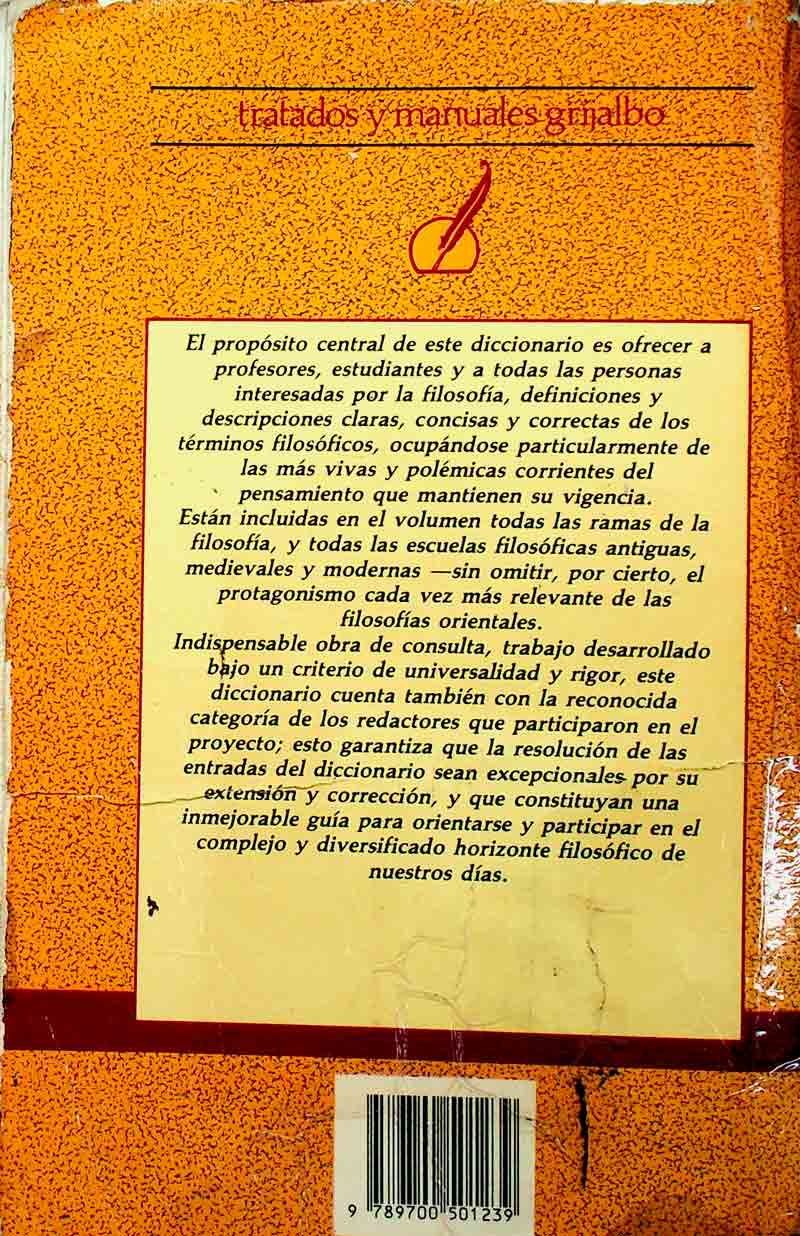 tratados y manuales grijalbo
El propósito central de este diccionario es ofrecer a
profesores, estudiantes y a todas las personas
interesadas por la filosofía, definiciones y
descripciones claras, concisas y correctas de los
términos filosóficos, ocupándose particularmente de
las más vivas y polémicas corrientes del
pensamiento que mantienen su vigencia.
Están incluidas en el volumen todas las ramas de la
filosofía, y todas las escuelas filosóficas antiguas,
medievales y modernas —sin omitir, por cierto, el
protagonismo cada vez más relevante de las
filosofías orientales.
Indispensable obra de consulta, trabajo desarrollado
bajo un criterio de universalidad y rigor, este
diccionario cuenta también con la reconocida
categoría de los redactores que participaron en el
proyecto; esto garantiza que la resolución de las
entradas del diccionario sean excepcionales por su
extensión y corrección, y que constituyan una
inmejorable guía para orientarse y participar en el
complejo y diversificado horizonte filosófico de
nuestros días.
9 789700 501239